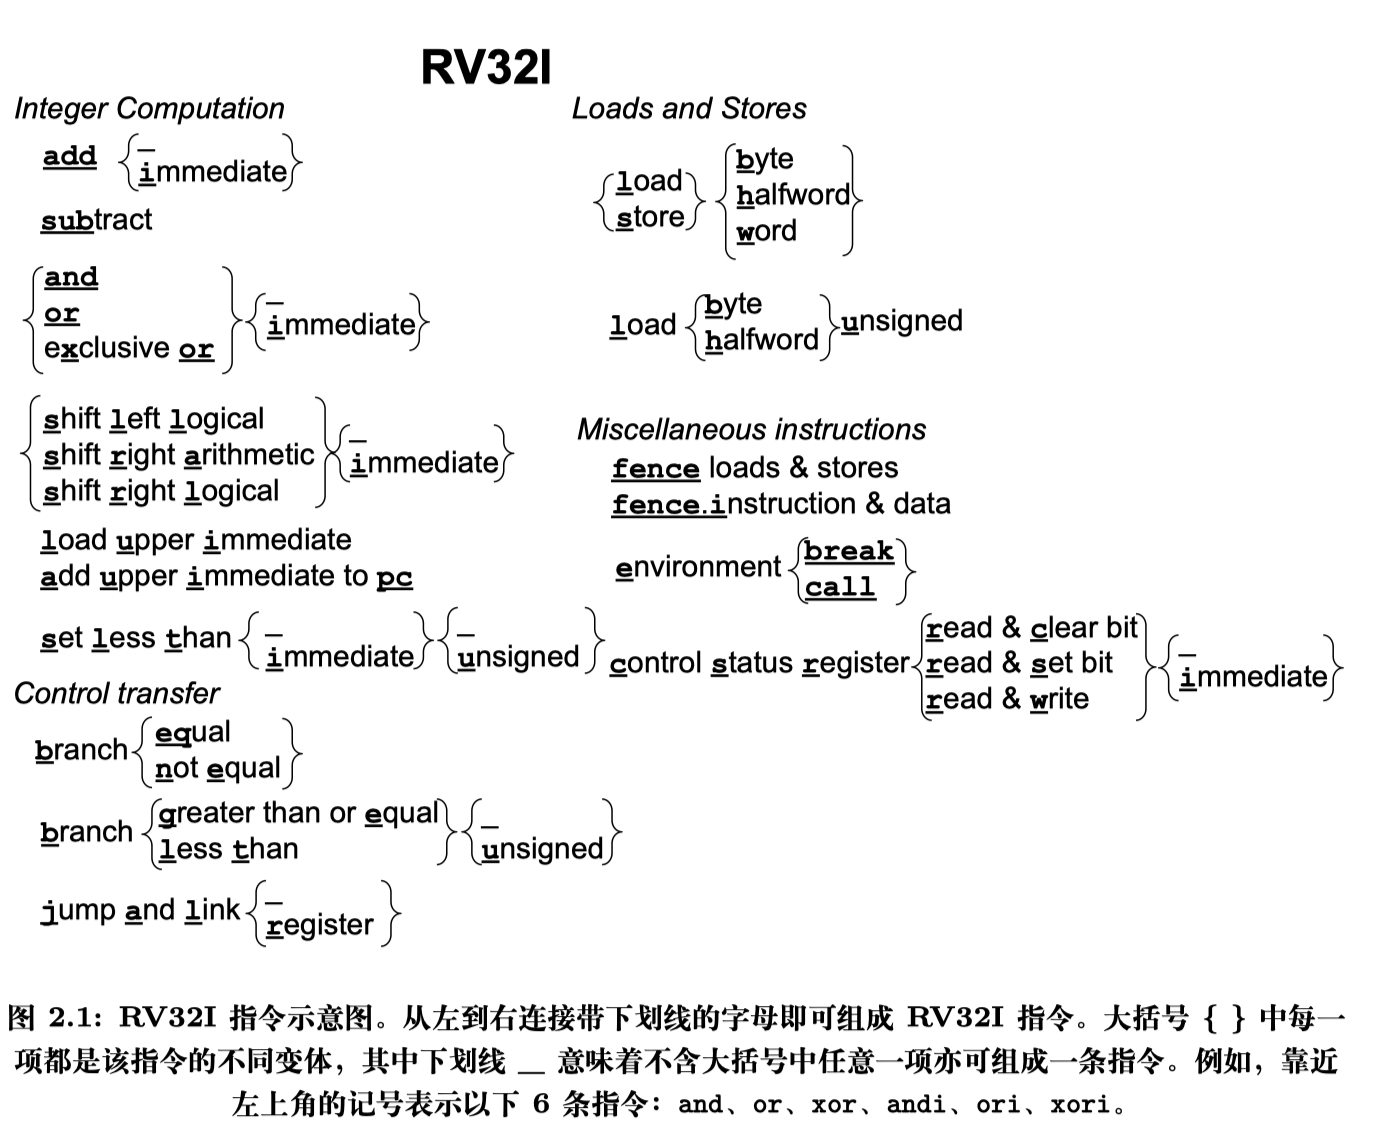 RV32I
Integer Computation
add { _
immediate }
subtract
{ and
or
exclusive or } { _
immediate }
{ shift left logical
shift right arithmetic
shift right logical } { _
immediate }
load upper immediate
add upper immediate to pc
set less than { _
immediate } { _
unsigned }
Control transfer
branch { equal
not equal }
branch { greater than or equal
less than } { _
unsigned }
jump and link { _
register }
Loads and Stores
{ load
store } { byte
halfword
word }
load { byte
halfword } unsigned
Miscellaneous instructions
fence loads & stores
fence.instruction & data
environment { break
call }
control status register { read & clear bit
read & set bit
read & write } { _
immediate }
图 2.1: RV32I 指令示意图。从左到右连接带下划线的字母即可组成 RV32I 指令。大括号 { } 中每一
项都是该指令的不同变体，其中下划线 _ 意味着不含大括号中任意一项亦可组成一条指令。例如，靠近
左上角的记号表示以下 6 条指令：and、or、xor、andi、ori、xori。